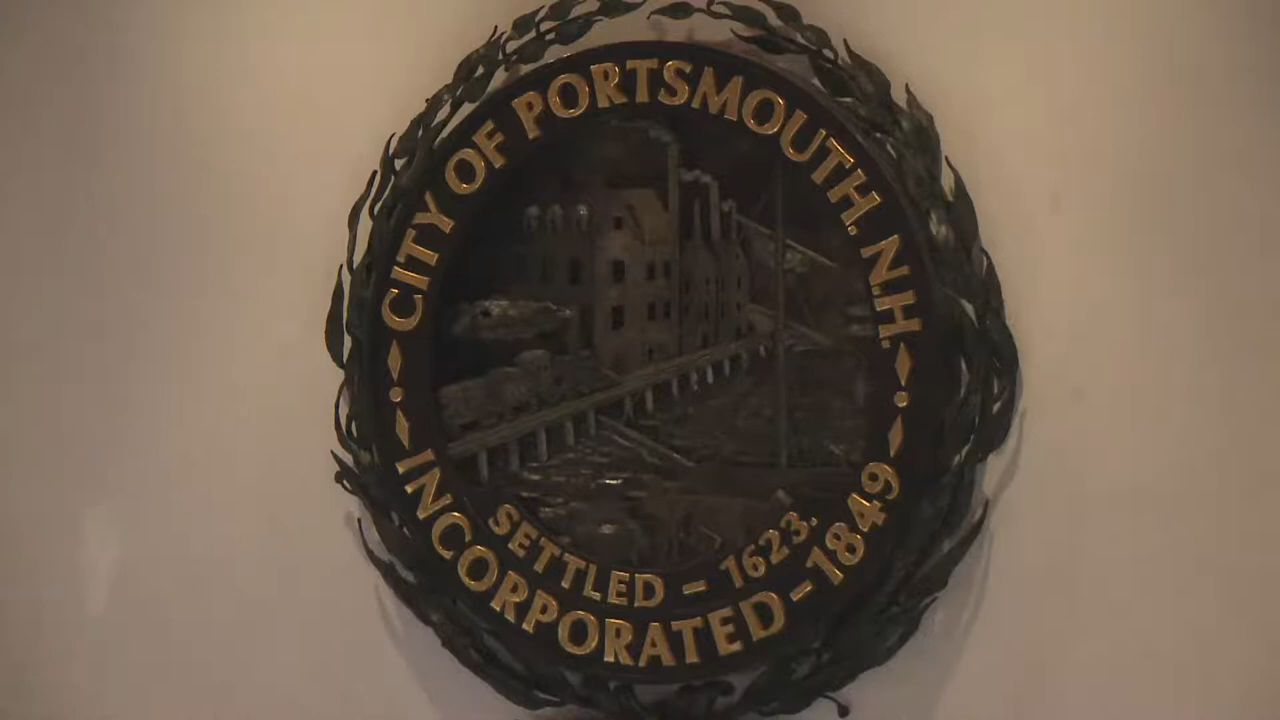 CITY OF PORTSMOUTH. N.H.
SETTLED – 1623.
INCORPORATED – 1849